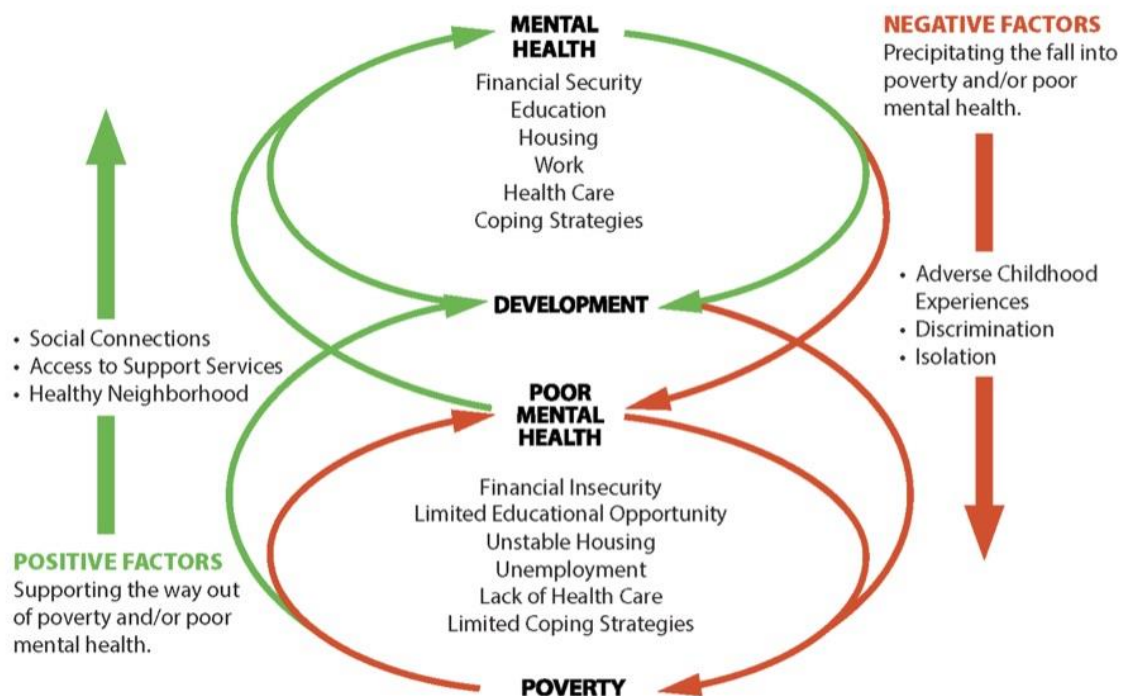 MENTAL
HEALTH
Financial Security
Education
Housing
Work
Health Care
Coping Strategies
NEGATIVE FACTORS
Precipitating the fall into
poverty and/or poor
mental health.
• Adverse Childhood
Experiences
• Discrimination
• Isolation
DEVELOPMENT
• Social Connections
• Access to Support Services
• Healthy Neighborhood
POOR
MENTAL
HEALTH
Financial Insecurity
Limited Educational Opportunity
Unstable Housing
Unemployment
Lack of Health Care
Limited Coping Strategies
POSITIVE FACTORS
Supporting the way out
of poverty and/or poor
mental health.
POVERTY